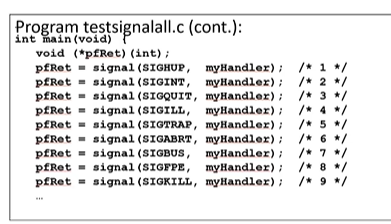 Program testsignalall.c (cont.):
int main(void) {
void (*pfRet)(int);
pfRet = signal(SIGHUP, myHandler); /* 1 */
pfRet = signal(SIGINT, myHandler); /* 2 */
pfRet = signal(SIGQUIT, myHandler); /* 3 */
pfRet = signal(SIGILL, myHandler); /* 4 */
pfRet = signal(SIGTRAP, myHandler); /* 5 */
pfRet = signal(SIGABRT, myHandler); /* 6 */
pfRet = signal(SIGBUS, myHandler); /* 7 */
pfRet = signal(SIGFPE, myHandler); /* 8 */
pfRet = signal(SIGKILL, myHandler); /* 9 */
…